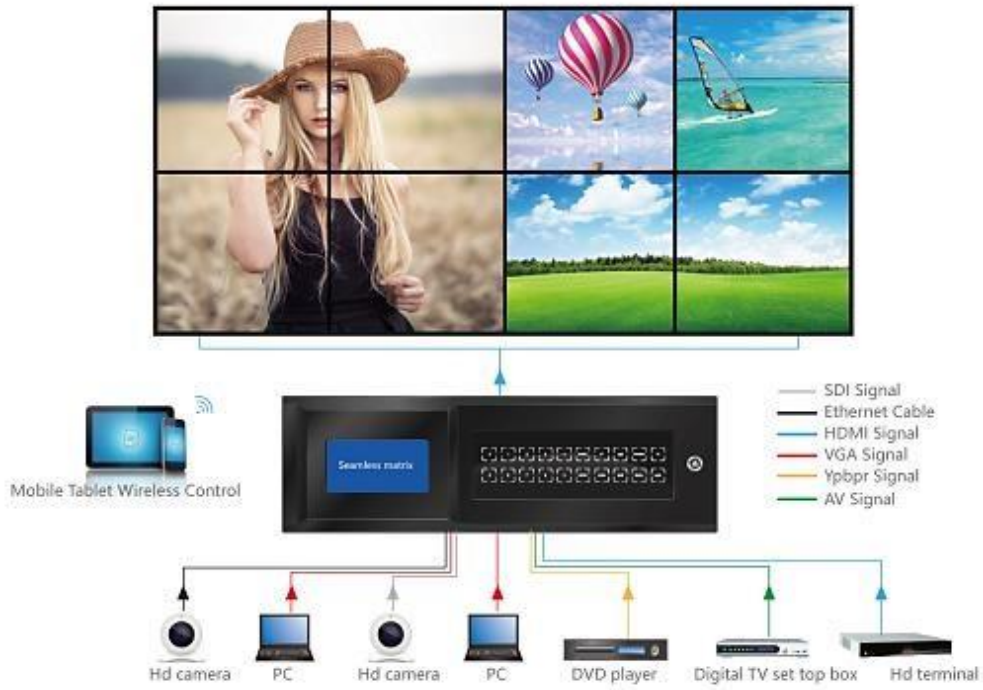 SDI Signal
Ethernet Cable
HDMI Signal
VGA Signal
Ypbpr Signal
AV Signal
Seamless matrix
Mobile Tablet Wireless Control
Hd camera
PC
Hd camera
PC
DVD player
Digital TV set top box
Hd terminal